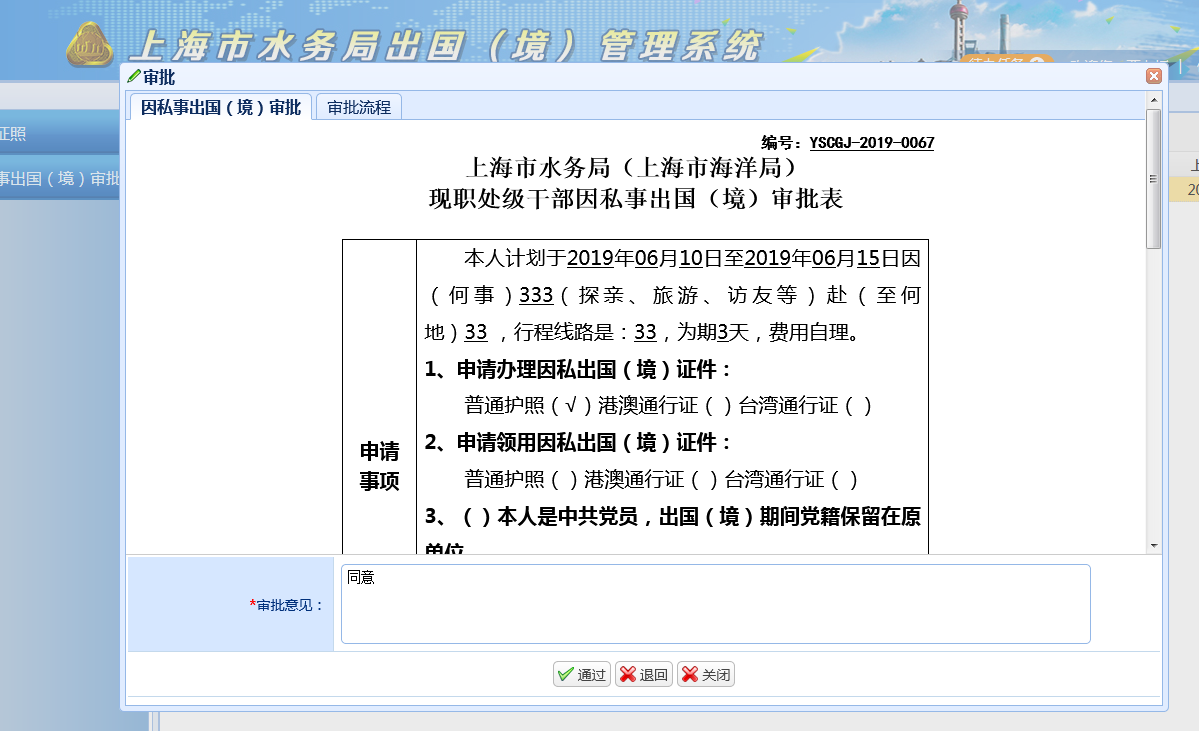 上海市水务局出国（境）管理系统
审批
因私事出国（境）审批 审批流程
证照
事出国（境）审批
编号：YSCGJ-2019-0067
上海市水务局（上海市海洋局）
现职处级干部因私事出国（境）审批表
本人计划于2019年06月10日至2019年06月15日因
（何事）333（探亲、旅游、访友等）赴（至何
地）33 ，行程线路是：33，为期3天，费用自理。
1、申请办理因私出国（境）证件：
普通护照（√）港澳通行证（ ）台湾通行证（ ）
申请
事项
2、申请领用因私出国（境）证件：
普通护照（ ）港澳通行证（ ）台湾通行证（ ）
3、（ ）本人是中共党员，出国（境）期间党籍保留在原
单位
*审批意见：
同意
通过 退回 关闭